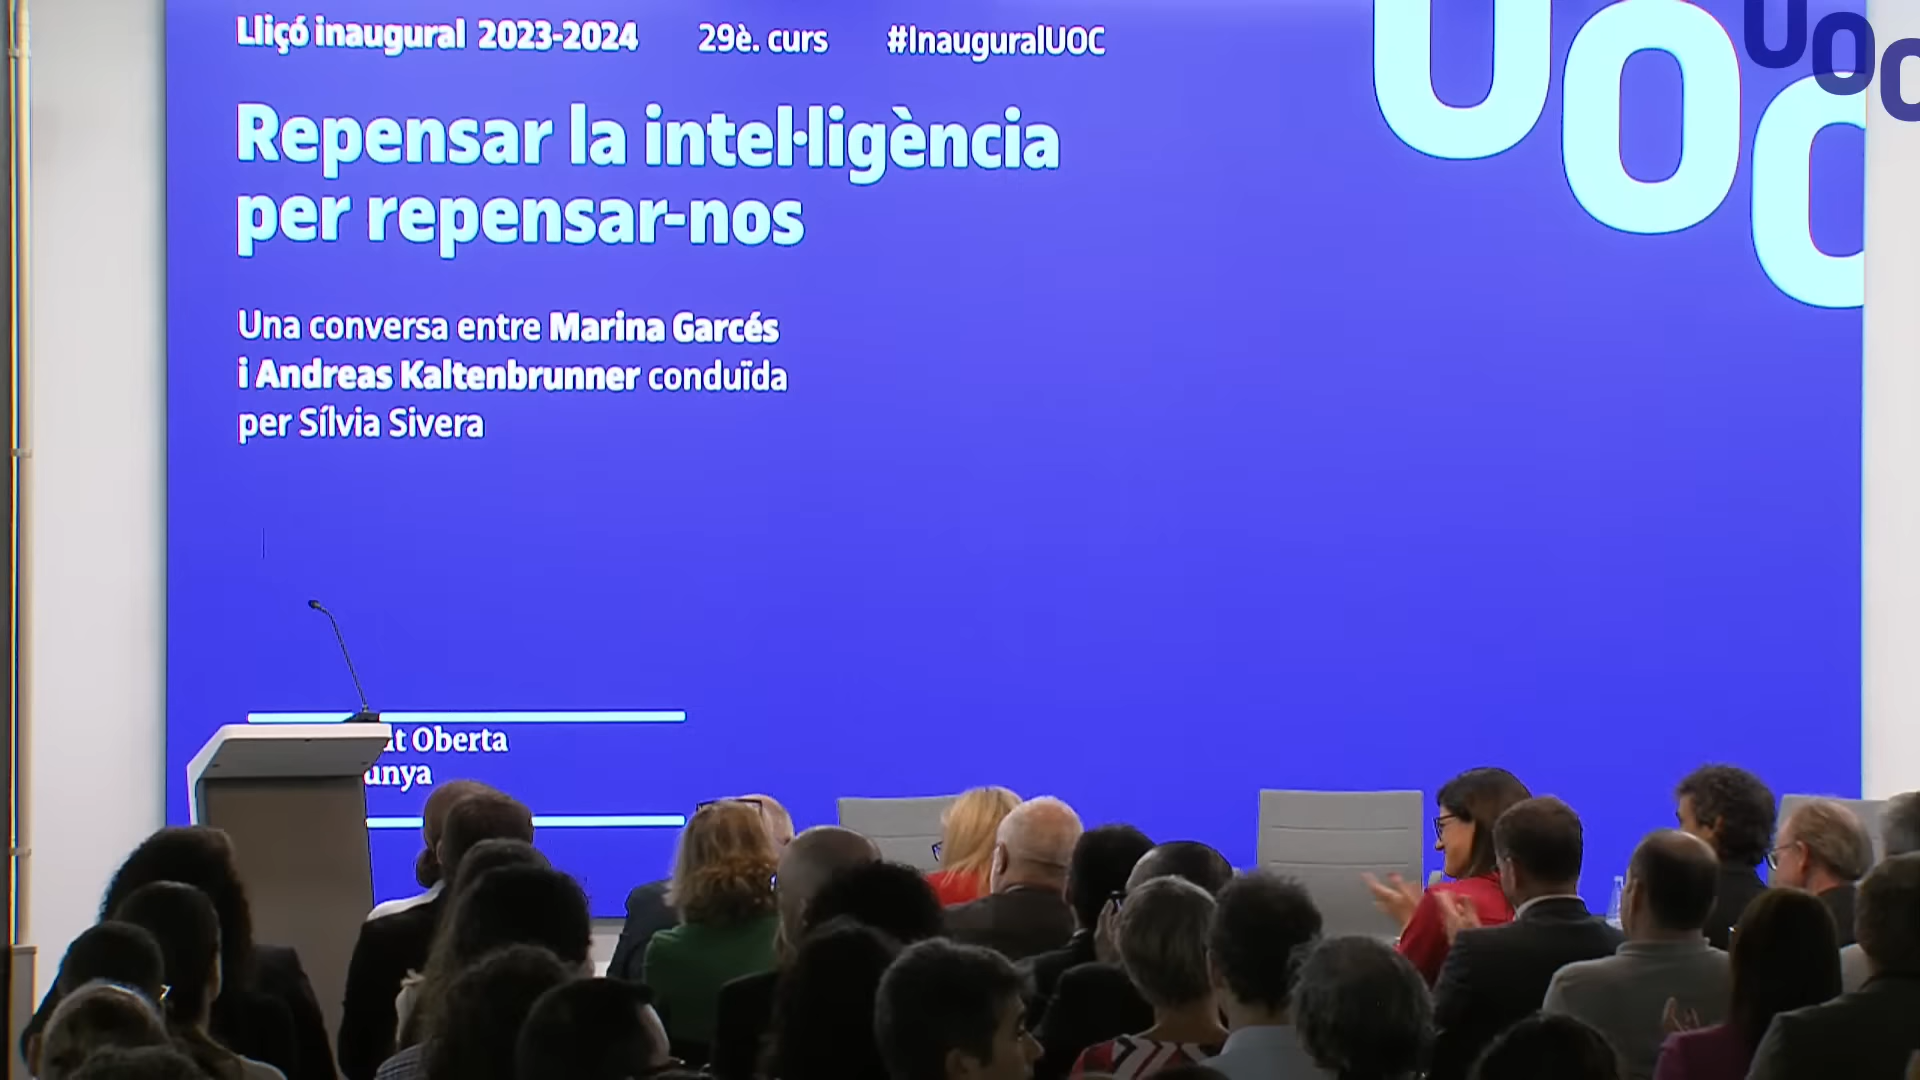 Lliçó inaugural 2023-2024 29è. curs #InauguralUOC
UOC
UOC
Repensar la intel·ligència
per repensar-nos
Una conversa entre Marina Garcés
i Andreas Kaltenbrunner conduïda
per Sílvia Sivera
Oberta